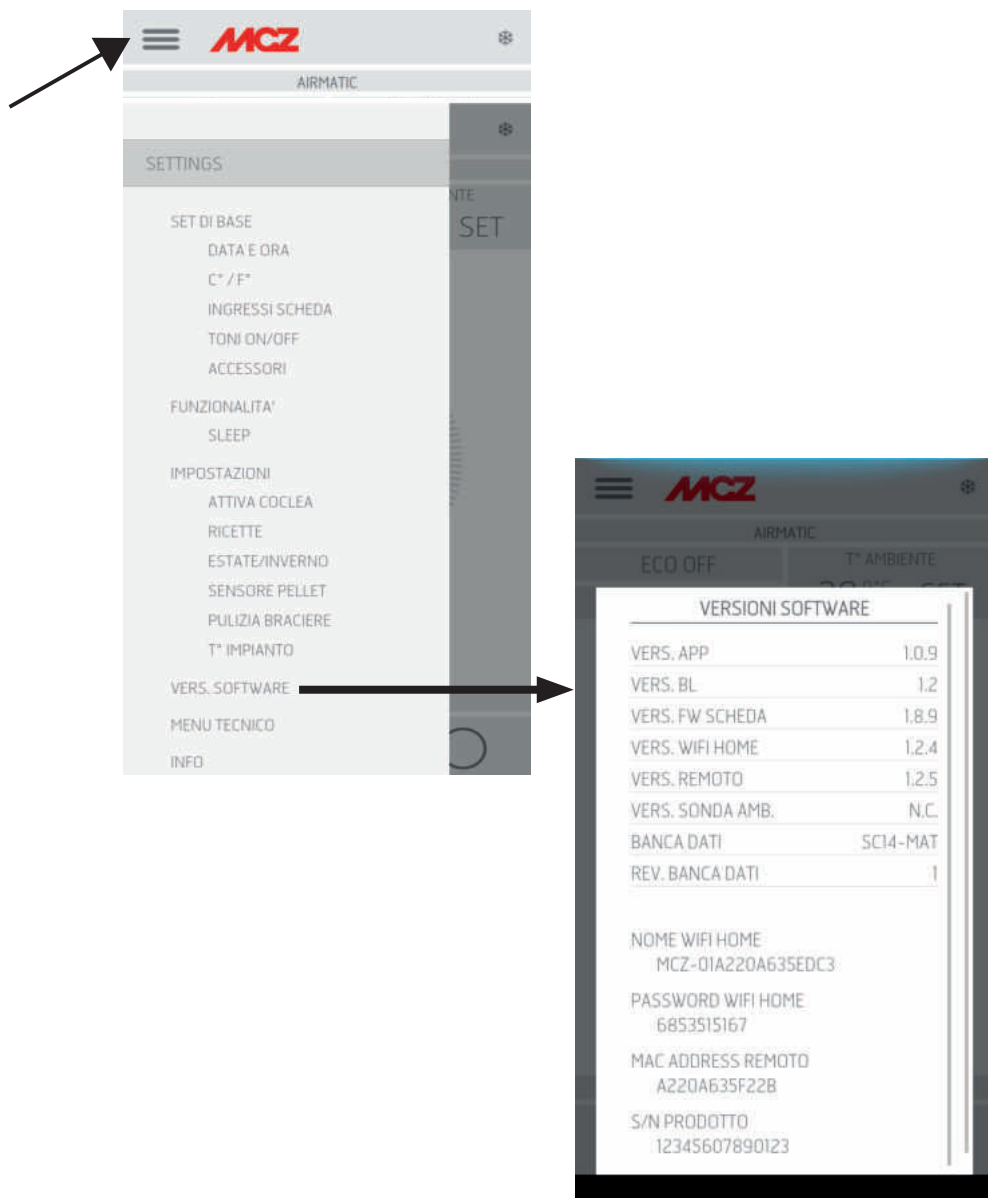 MCZ
AIRMATIC
SETTINGS
NTE
SET DI BASE
SET
DATA E ORA
C° / F°
INGRESSI SCHEDA
TONI ON/OFF
ACCESSORI
FUNZIONALITA'
SLEEP
IMPOSTAZIONI
ATTIVA COCLEA
RICETTE
ESTATE/INVERNO
SENSORE PELLET
PULIZIA BRACIERE
T° IMPIANTO
VERS. SOFTWARE
MENU TECNICO
INFO
MCZ
AIRMATIC
ECO OFF T° AMBIENTE
VERSIONI SOFTWARE
VERS. APP 1.0.9
VERS. BL 1.2
VERS. FW SCHEDA 1.8.9
VERS. WIFI HOME 1.2.4
VERS. REMOTO 1.2.5
VERS. SONDA AMB. N.C.
BANCA DATI SC14-MAT
REV. BANCA DATI 1
NOME WIFI HOME
MCZ-01A220A635EDC3
PASSWORD WIFI HOME
6853515167
MAC ADDRESS REMOTO
A220A635F22B
S/N PRODOTTO
12345607890123